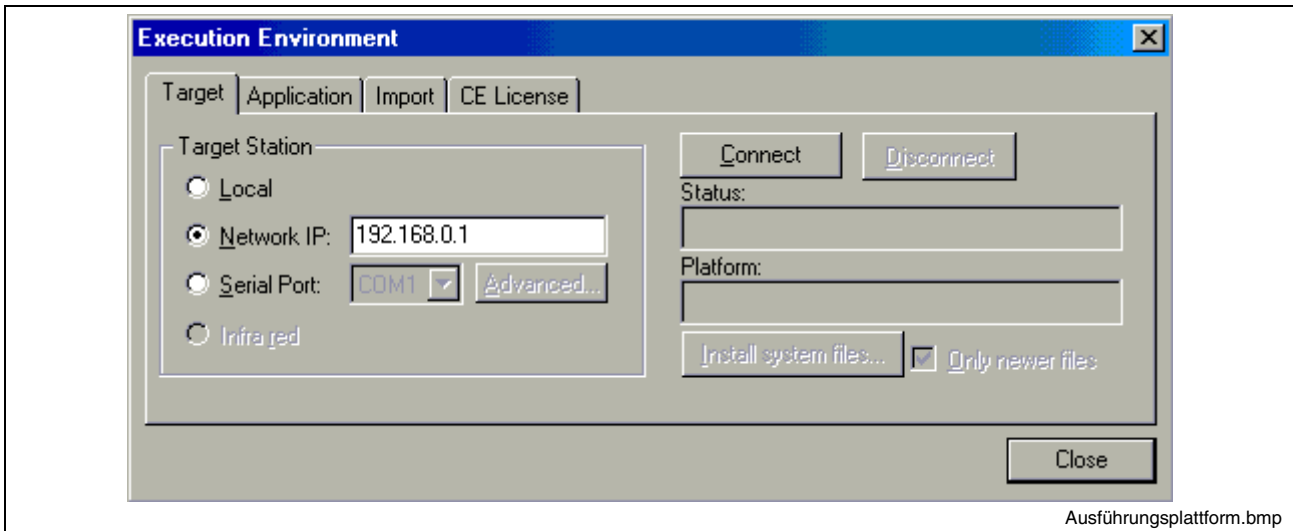 Execution Environment
Target Application Import CE License
Target Station
Local
Network IP: 192.168.0.1
Serial Port: COM1 Advanced...
Infra red
Connect Disconnect
Status:
Platform:
Install system files... Only newer files
Close
Ausführungsplattform.bmp